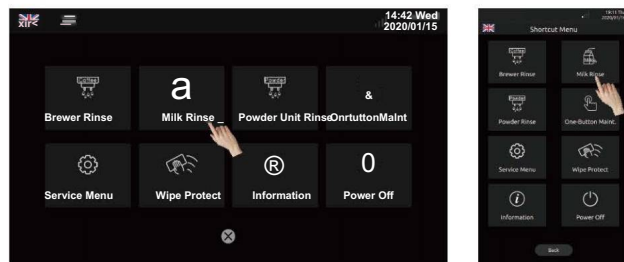 14:42 Wed
2020/01/15
a
&
Brewer Rinse
Milk Rinse _
Powder Unit Rinse
OnrtuttonMalnt
®
0
Service Menu
Wipe Protect
Information
Power Off
Shortcut Menu
Brewer Rinse
Milk Rinse
Powder Rinse
One-Button Maint.
Service Menu
Wipe Protect
Information
Power Off
Back